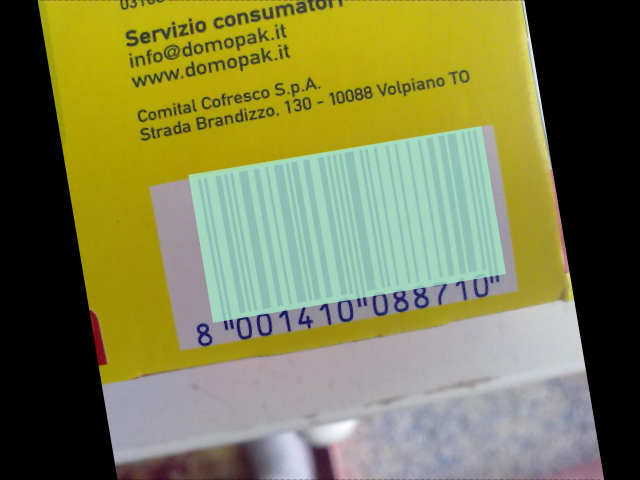 Servizio consumatori
info@domopak.it
www.domopak.it
Comital Cofresco S.p.A.
Strada Brandizzo, 130 - 10088 Volpiano TO
8 "001410"088710"